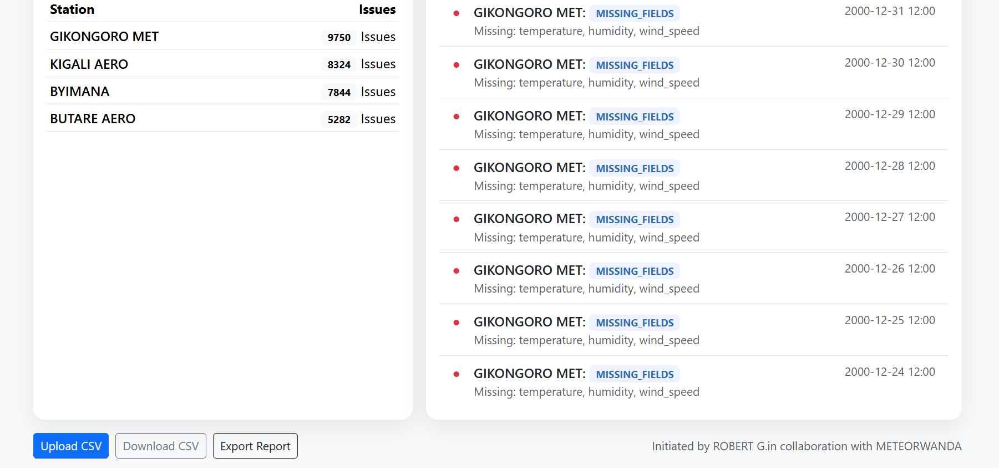 Station Issues
GIKONGORO MET 9750 Issues
KIGALI AERO 8324 Issues
BYIMANA 7844 Issues
BUTARE AERO 5282 Issues
GIKONGORO MET: MISSING_FIELDS 2000-12-31 12:00
Missing: temperature, humidity, wind_speed
GIKONGORO MET: MISSING_FIELDS 2000-12-30 12:00
Missing: temperature, humidity, wind_speed
GIKONGORO MET: MISSING_FIELDS 2000-12-29 12:00
Missing: temperature, humidity, wind_speed
GIKONGORO MET: MISSING_FIELDS 2000-12-28 12:00
Missing: temperature, humidity, wind_speed
GIKONGORO MET: MISSING_FIELDS 2000-12-27 12:00
Missing: temperature, humidity, wind_speed
GIKONGORO MET: MISSING_FIELDS 2000-12-26 12:00
Missing: temperature, humidity, wind_speed
GIKONGORO MET: MISSING_FIELDS 2000-12-25 12:00
Missing: temperature, humidity, wind_speed
GIKONGORO MET: MISSING_FIELDS 2000-12-24 12:00
Missing: temperature, humidity, wind_speed
Upload CSV Download CSV Export Report Initiated by ROBERT G.in collaboration with METEORWANDA